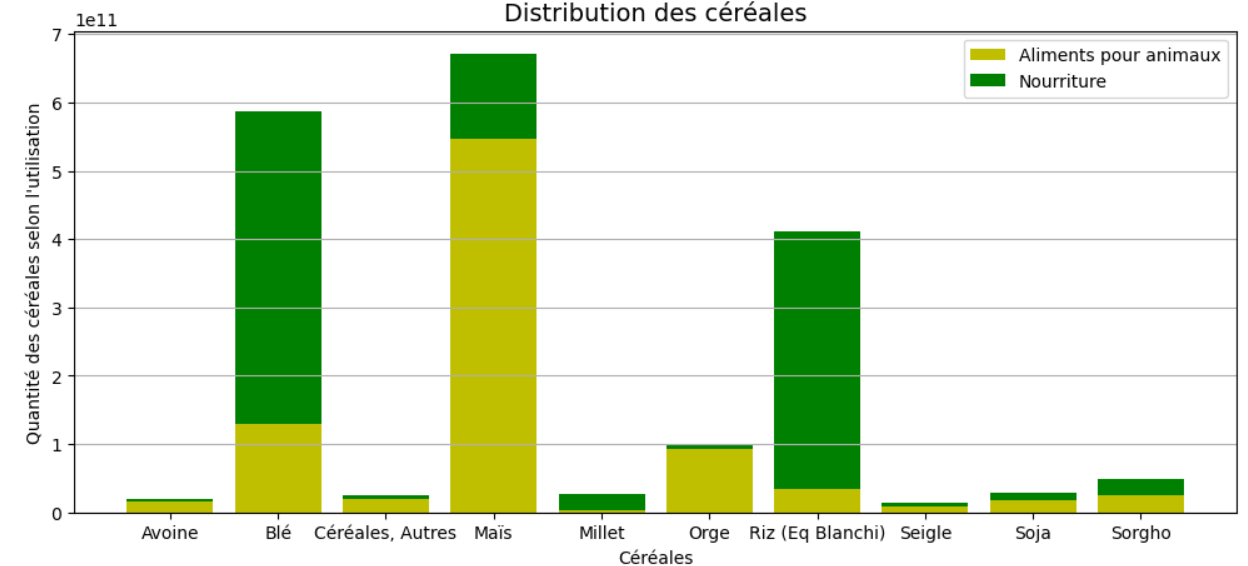 Distribution des céréales
1e11
7
6
5
4
3
2
1
0
Quantité des céréales selon l'utilisation
Aliments pour animaux
Nourriture
Avoine Blé Céréales, Autres Maïs Millet Orge Riz (Eq Blanchi) Seigle Soja Sorgho
Céréales